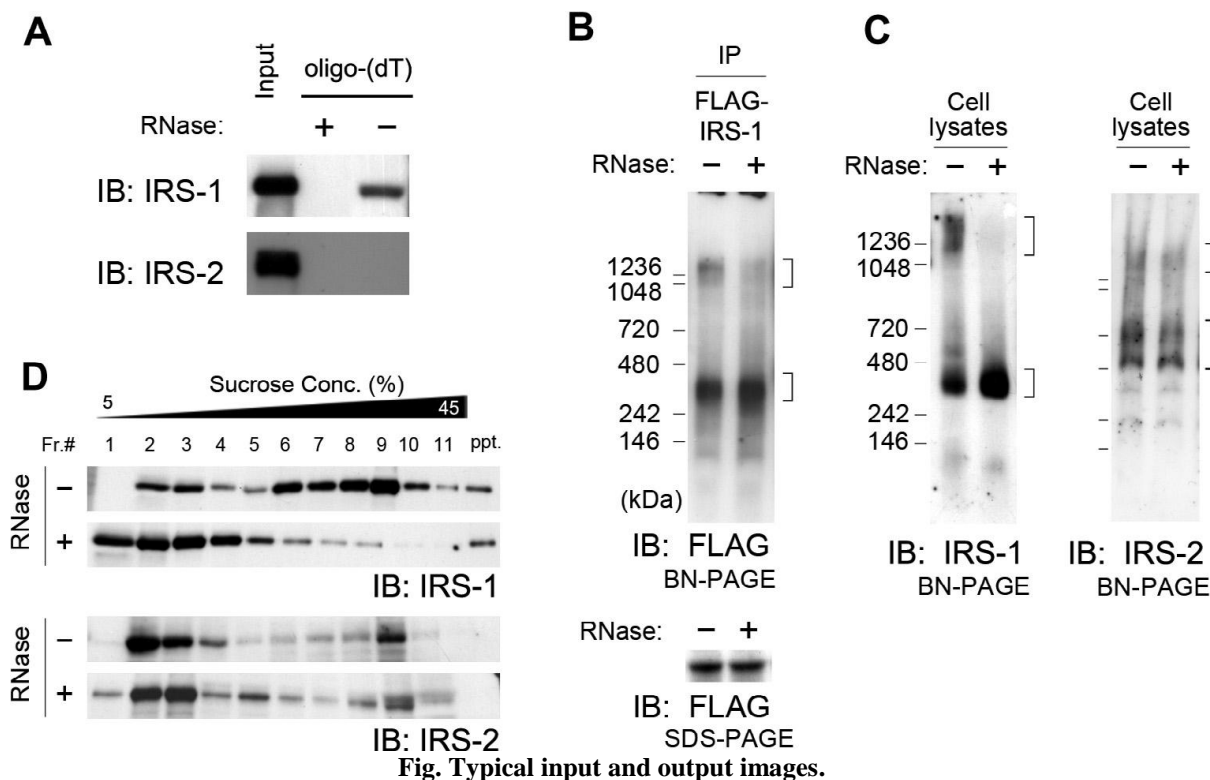 A
Input
oligo-(dT)
RNase: + −
IB: IRS-1
IB: IRS-2
B
IP
FLAG-
IRS-1
RNase: − +
1236
1048
720
480
242
146
(kDa)
IB: FLAG
BN-PAGE
RNase: − +
IB: FLAG
SDS-PAGE
C
Cell
lysates
RNase: − +
1236
1048
720
480
242
146
IB: IRS-1
BN-PAGE
Cell
lysates
− +
IB: IRS-2
BN-PAGE
D
Sucrose Conc. (%)
5 45
Fr.# 1 2 3 4 5 6 7 8 9 10 11 ppt.
RNase
−
+
IB: IRS-1
RNase
−
+
IB: IRS-2
Fig. Typical input and output images.